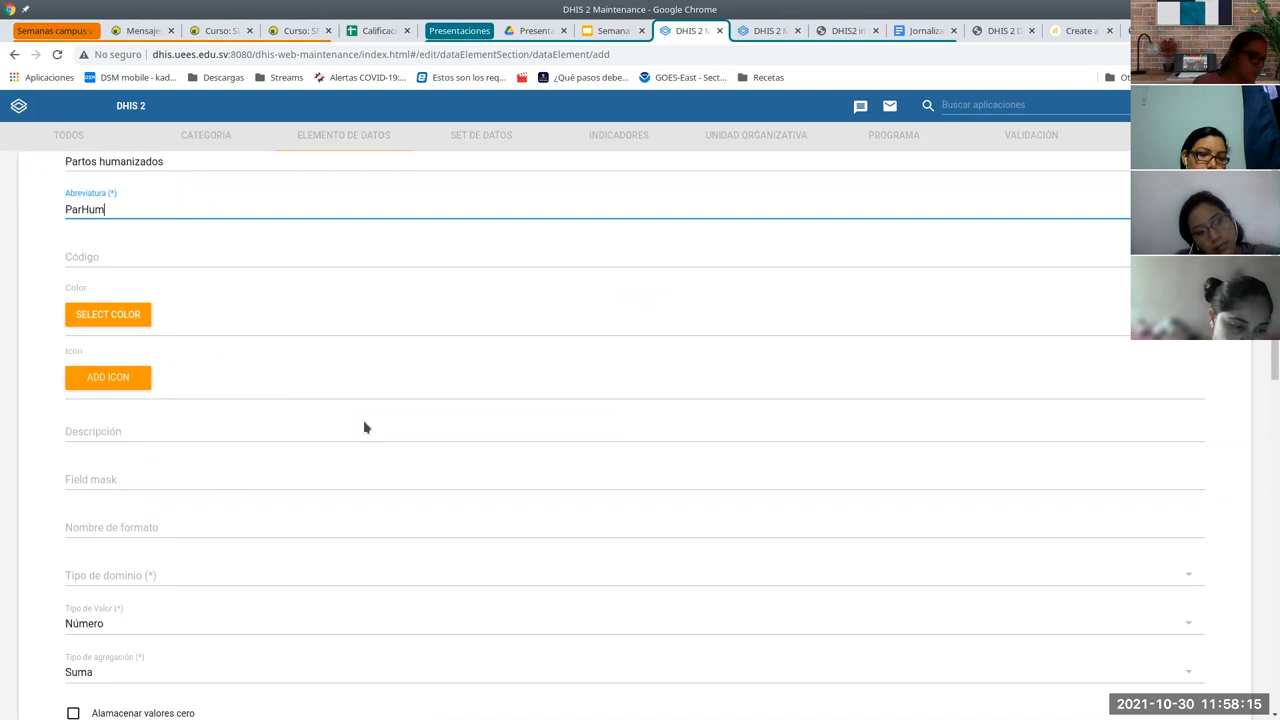 DHIS 2 Maintenance - Google Chrome
Semanas campus v
Mensaje
Curso: S
Curso: S
Calificac
Presentaciones
Present
Semana
DHIS 2 M
DHIS 2 M
DHIS2 in
Jornaliz
DHIS 2 D
Create a
No seguro
dhis.uees.edu.sv:8080/dhis-web-maintenance/index.html#/edit/dataElementSection/dataElement/add
Aplicaciones
DSM mobile - kad...
Descargas
Streams
Alertas COVID-19:...
Estos son los alim...
¿Qué pasos debe...
GOES-East - Sect...
Recetas
DHIS 2
Buscar aplicaciones
TODOS
CATEGORÍA
ELEMENTO DE DATOS
SET DE DATOS
INDICADORES
UNIDAD ORGANIZATIVA
PROGRAMA
VALIDACIÓN
Partos humanizados
Abreviatura (*)
ParHum
Código
Color
SELECT COLOR
Icon
ADD ICON
Descripción
Field mask
Nombre de formato
Tipo de dominio (*)
Tipo de Valor (*)
Número
Tipo de agregación (*)
Suma
Alamacenar valores cero
2021-10-30 11:58:15